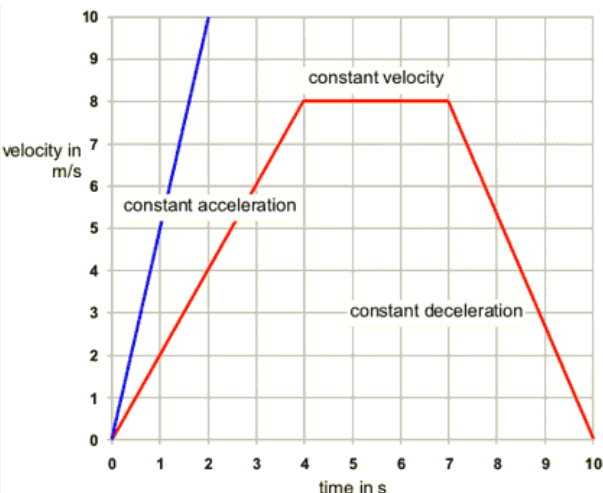 10
9
constant velocity
8
velocity in
m/s
7
6
constant acceleration
5
4
constant deceleration
3
2
1
0
0 1 2 3 4 5 6 7 8 9 10
time in s